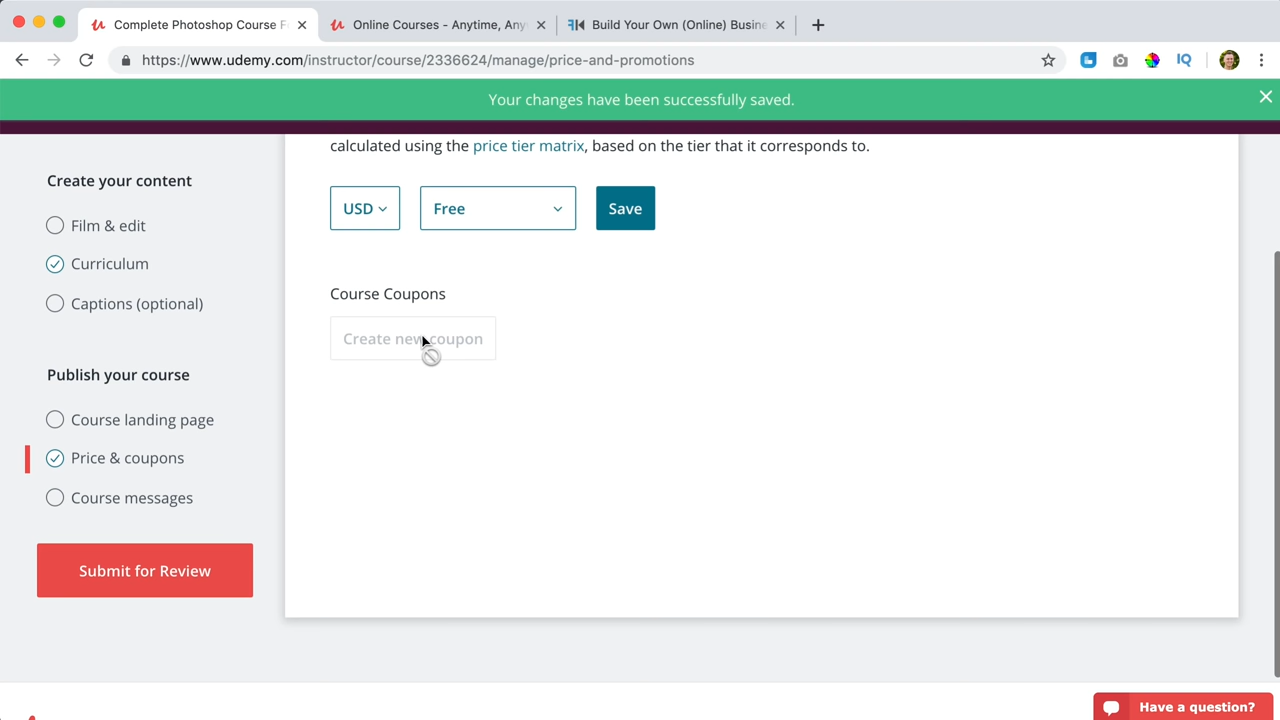 Complete Photoshop Course F
Online Courses - Anytime, Any
Build Your Own (Online) Busine
https://www.udemy.com/instructor/course/2336624/manage/price-and-promotions
IQ
Your changes have been successfully saved.
calculated using the price tier matrix, based on the tier that it corresponds to.
Create your content
Film & edit
Curriculum
Captions (optional)
USD
Free
Save
Course Coupons
Create new coupon
Publish your course
Course landing page
Price & coupons
Course messages
Submit for Review
Have a question?